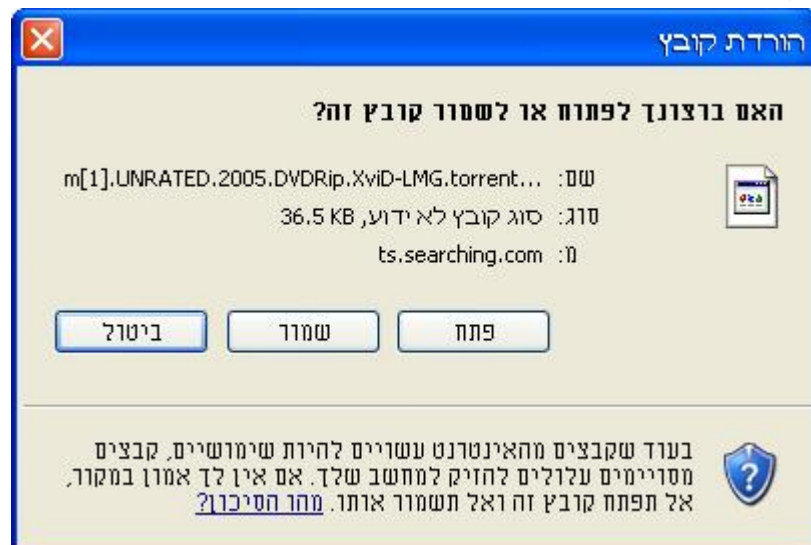 הורדת קובץ
האם ברצונך לפתוח או לשמור קובץ זה?
שם: m[1].UNRATED.2005.DVDRip.XviD-LMG.torrent...
סוג: סוג קובץ לא ידוע, 36.5 KB
מ: ts.searching.com
פתח
שמור
ביטול
בעוד שקבצים מהאינטרנט עשויים להיות שימושיים, קבצים
מסויימים עלולים להזיק למחשב שלך. אם אין לך אמון במקור,
אל תפתח קובץ זה ואל תשמור אותו. מהו הסיכון?